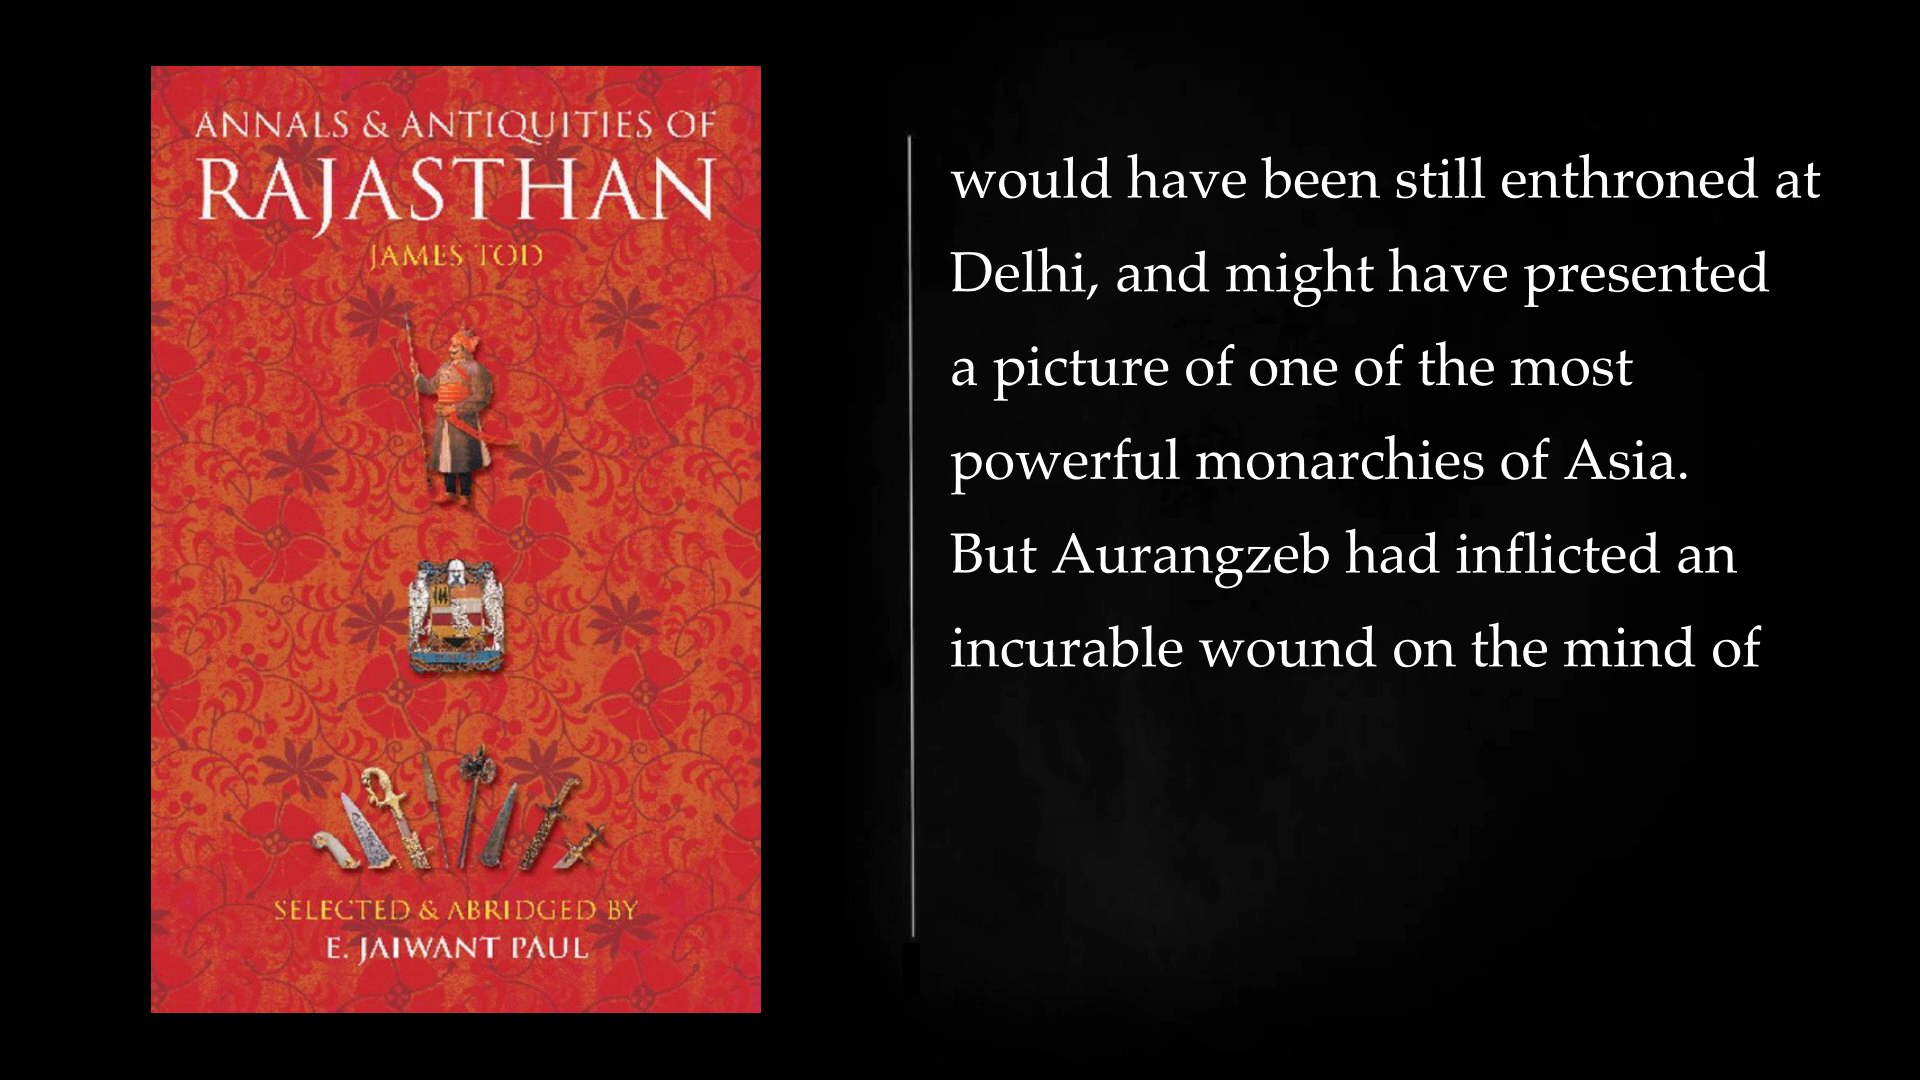 ANNALS & ANTIQUITIES OF
RAJASTHAN
JAMES TOD
SELECTED & ABRIDGED BY
E. JAIWANT PAUL
would have been still enthroned at
Delhi, and might have presented
a picture of one of the most
powerful monarchies of Asia.
But Aurangzeb had inflicted an
incurable wound on the mind of